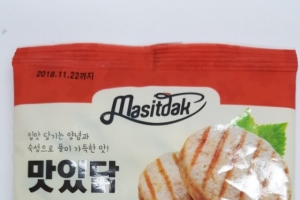 2018.11.22까지
Masitdak
입맛 당기는 양념과
숙성으로 풍미 가득한 맛!
맛있닭